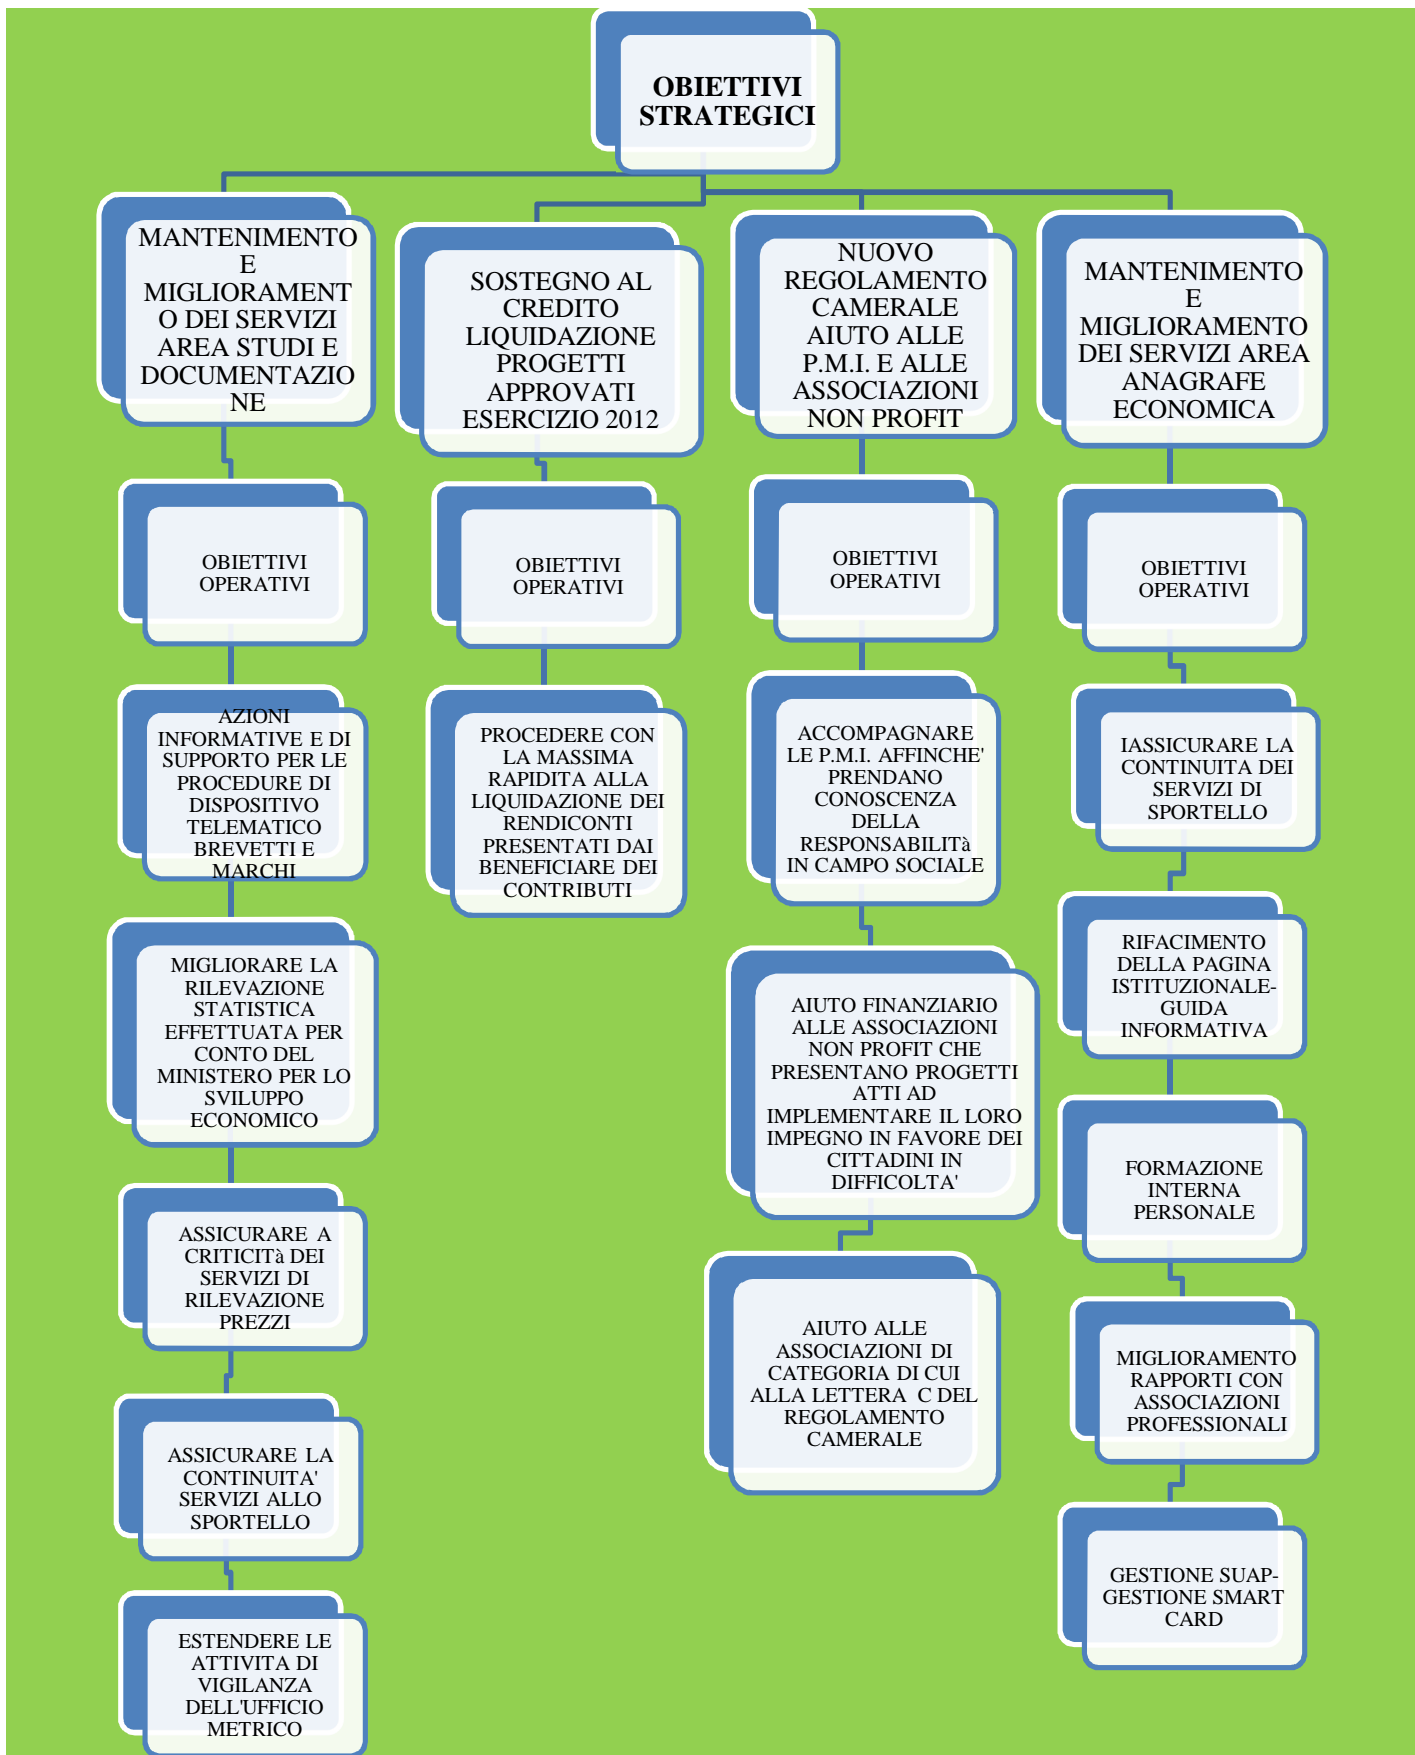 OBIETTIVI
STRATEGICI
MANTENIMENTO
E
MIGLIORAMENT
O DEI SERVIZI
AREA STUDI E
DOCUMENTAZIO
NE
OBIETTIVI
OPERATIVI
AZIONI
INFORMATIVE E DI
SUPPORTO PER LE
PROCEDURE DI
DISPOSITIVO
TELEMATICO
BREVETTI E
MARCHI
MIGLIORARE LA
RILEVAZIONE
STATISTICA
EFFETTUATA PER
CONTO DEL
MINISTERO PER LO
SVILUPPO
ECONOMICO
ASSICURARE A
CRITICITà DEI
SERVIZI DI
RILEVAZIONE
PREZZI
ASSICURARE LA
CONTINUITA'
SERVIZI ALLO
SPORTELLO
ESTENDERE LE
ATTIVITA DI
VIGILANZA
DELL'UFFICIO
METRICO
SOSTEGNO AL
CREDITO
LIQUIDAZIONE
PROGETTI
APPROVATI
ESERCIZIO 2012
OBIETTIVI
OPERATIVI
PROCEDERE CON
LA MASSIMA
RAPIDITA ALLA
LIQUIDAZIONE DEI
RENDICONTI
PRESENTATI DAI
BENEFICIARE DEI
CONTRIBUTI
NUOVO
REGOLAMENTO
CAMERALE
AIUTO ALLE
P.M.I. E ALLE
ASSOCIAZIONI
NON PROFIT
OBIETTIVI
OPERATIVI
ACCOMPAGNARE
LE P.M.I. AFFINCHE'
PRENDANO
CONOSCENZA
DELLA
RESPONSABILITà
IN CAMPO SOCIALE
AIUTO FINANZIARIO
ALLE ASSOCIAZIONI
NON PROFIT CHE
PRESENTANO PROGETTI
ATTI AD
IMPLEMENTARE IL LORO
IMPEGNO IN FAVORE DEI
CITTADINI IN
DIFFICOLTA'
AIUTO ALLE
ASSOCIAZIONI DI
CATEGORIA DI CUI
ALLA LETTERA C DEL
REGOLAMENTO
CAMERALE
MANTENIMENTO
E
MIGLIORAMENTO
DEI SERVIZI AREA
ANAGRAFE
ECONOMICA
OBIETTIVI
OPERATIVI
IASSICURARE LA
CONTINUITA DEI
SERVIZI DI
SPORTELLO
RIFACIMENTO
DELLA PAGINA
ISTITUZIONALE-
GUIDA
INFORMATIVA
FORMAZIONE
INTERNA
PERSONALE
MIGLIORAMENTO
RAPPORTI CON
ASSOCIAZIONI
PROFESSIONALI
GESTIONE SUAP-
GESTIONE SMART
CARD